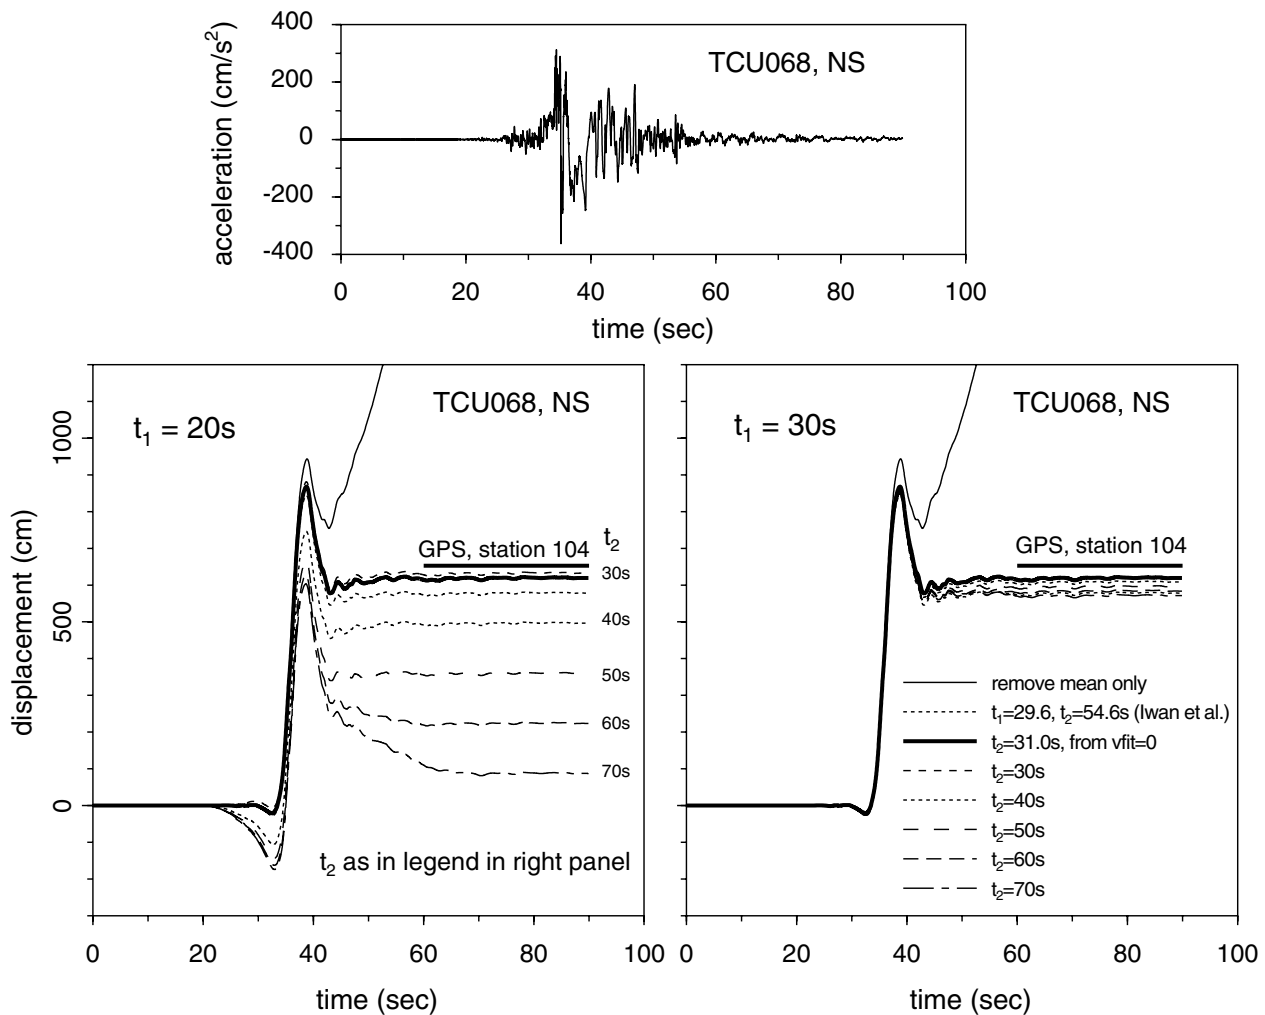 TCU068, NS
acceleration (cm/s²)
400
200
0
-200
-400
0 20 40 60 80 100
time (sec)
TCU068, NS
t₁ = 20s
displacement (cm)
1000
500
0
t₂
GPS, station 104
30s
40s
50s
60s
70s
t₂ as in legend in right panel
0 20 40 60 80 100
time (sec)
TCU068, NS
t₁ = 30s
GPS, station 104
remove mean only
t₁=29.6, t₂=54.6s (Iwan et al.)
t₂=31.0s, from vfit=0
t₂=30s
t₂=40s
t₂=50s
t₂=60s
t₂=70s
0 20 40 60 80 100
time (sec)